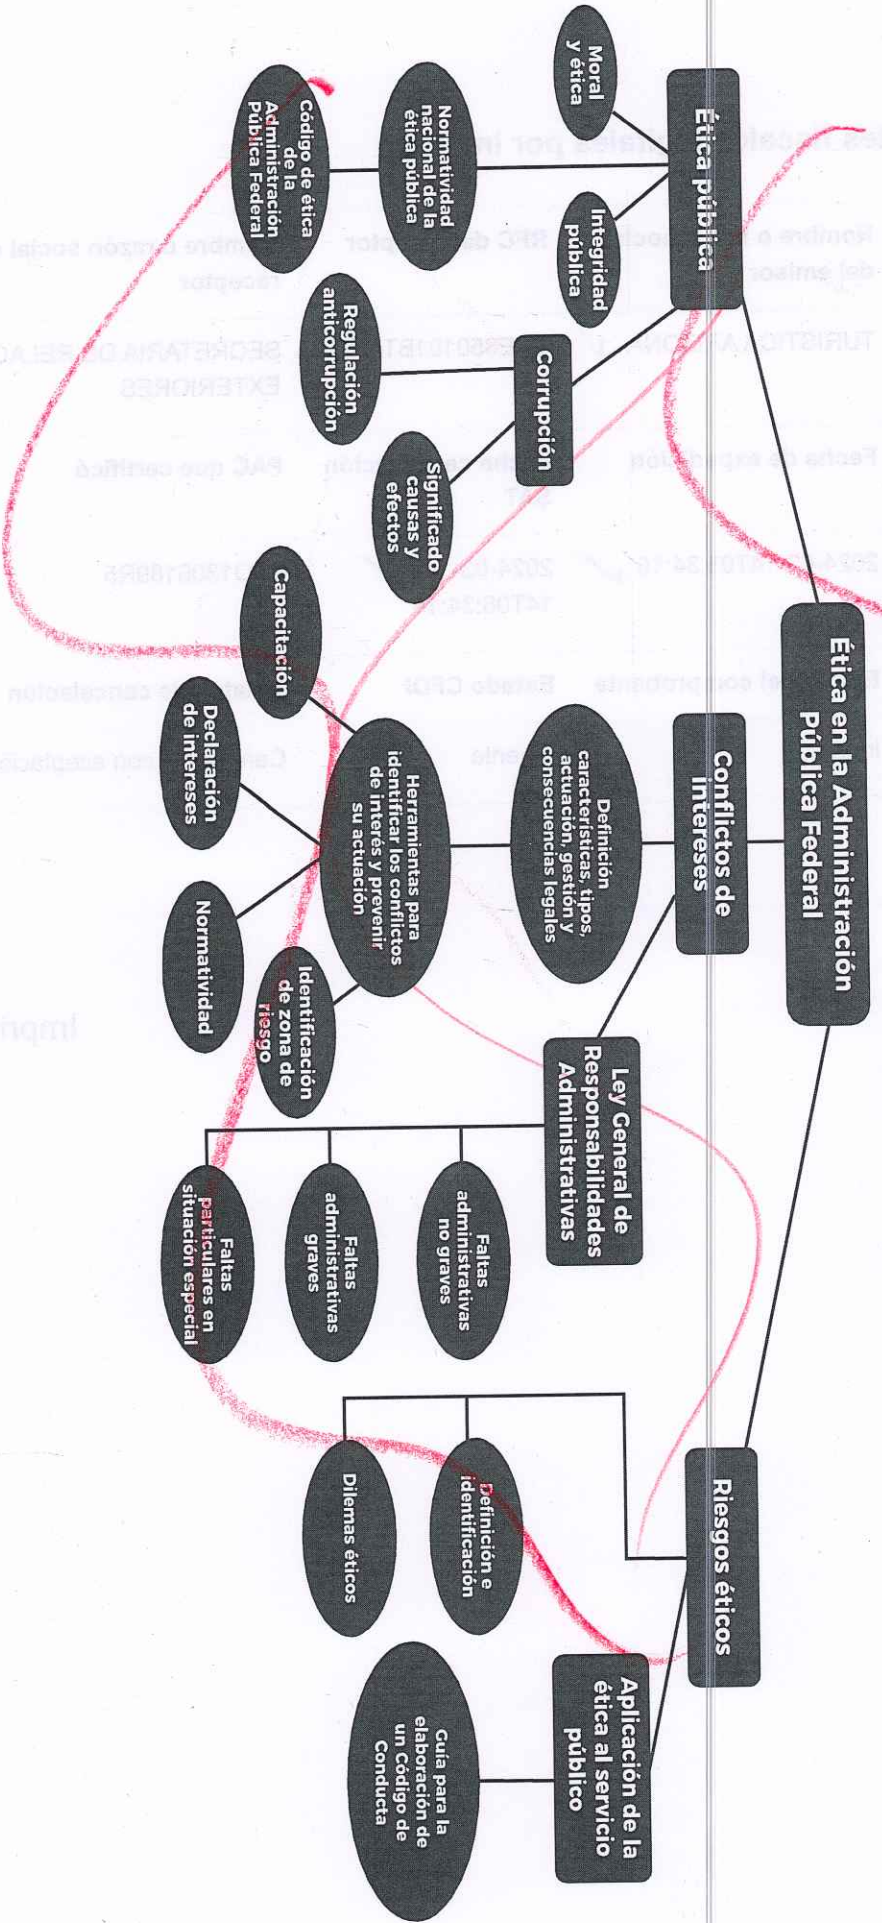 Ética en la Administración
Pública Federal
Ética pública
Moral
y ética
Normatividad
nacional de la
ética pública
Código de ética
de la
Administración
Pública Federal
Integridad
pública
Corrupción
Regulación
anticorrupción
Significado
causas y
efectos
Conflictos de
intereses
Definición
características, tipos,
actuación, gestión y
consecuencias legales
Herramientas para
identificar los conflictos
de interés y prevenir
su actuación
Capacitación
Declaración
de intereses
Normatividad
Identificación
de zona de
riesgo
Ley General de
Responsabilidades
Administrativas
Faltas
administrativas
no graves
Faltas
administrativas
graves
Faltas
particulares en
situación especial
Riesgos éticos
Definición e
identificación
Dilemas éticos
Aplicación de la
ética al servicio
público
Guía para la
elaboración de
un Código de
Conducta